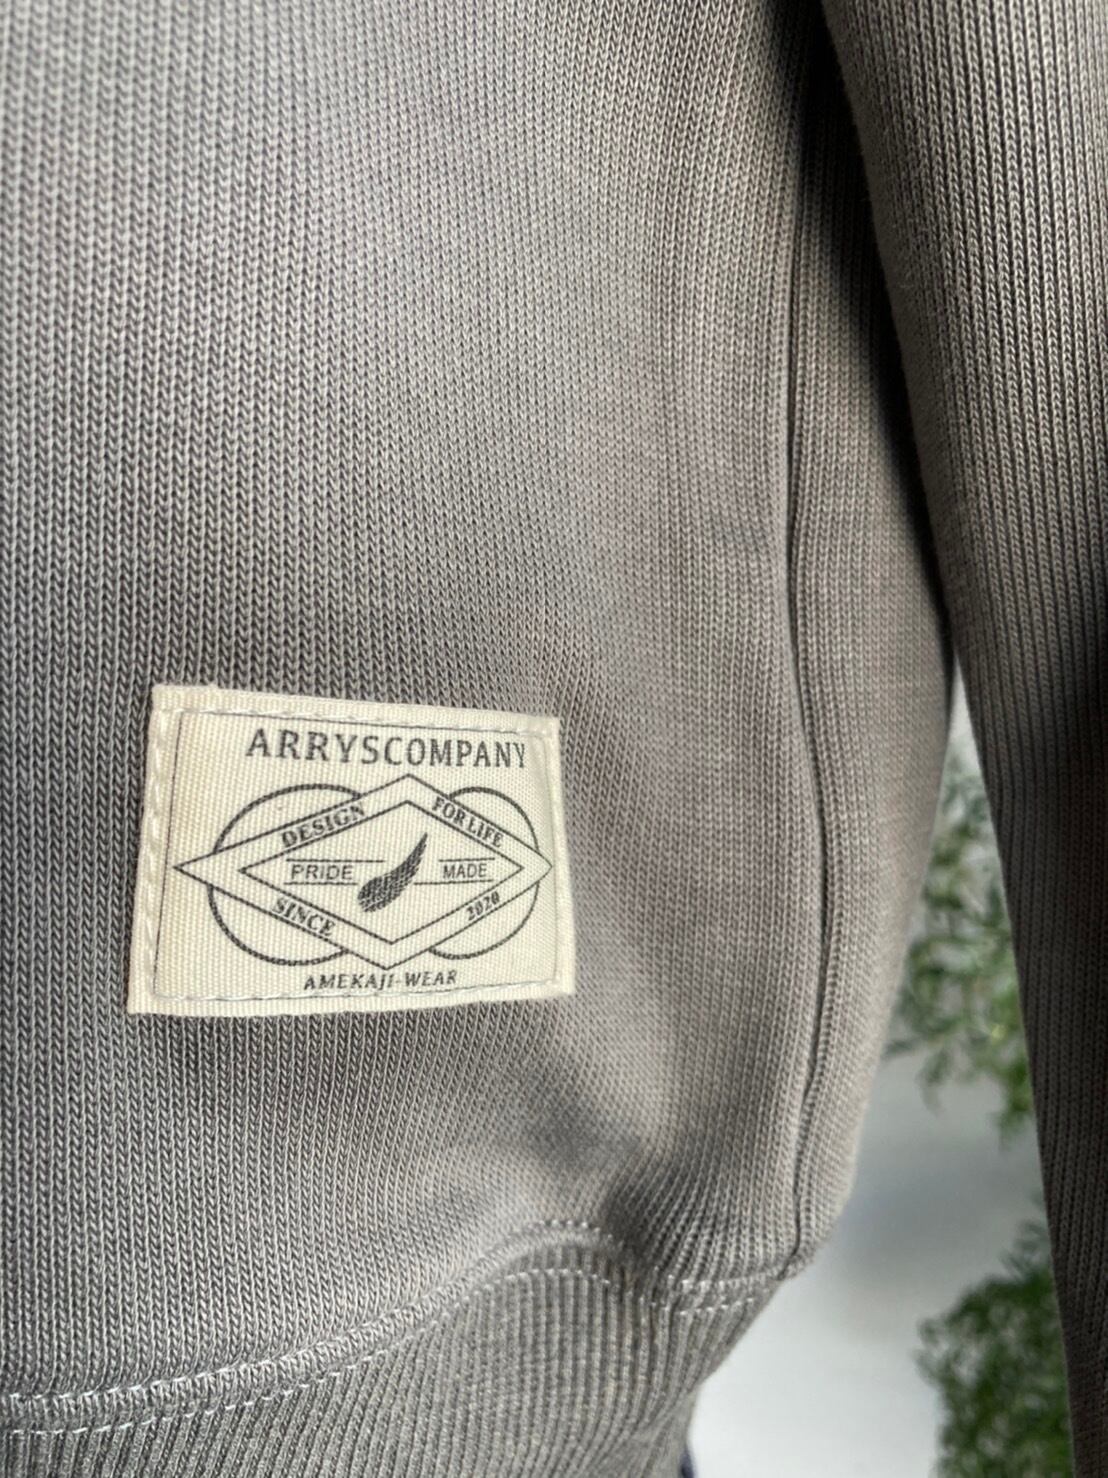 ARRYSCOMPANY
DESIGN FOR LIFE
PRIDE MADE
SINCE 2020
AMEKAJI-WEAR